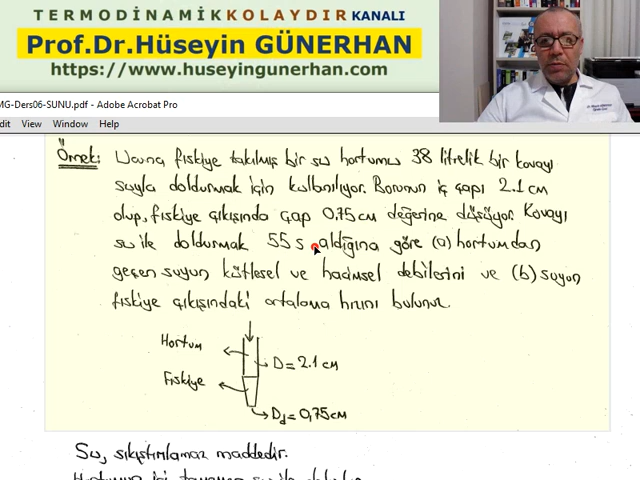 TERMODİNAMİKKOLAYDIR KANALI
Prof.Dr.Hüseyin GÜNERHAN
https://www.huseyingunerhan.com
MG-Ders06-SUNU.pdf - Adobe Acrobat Pro
dit View Window Help
Örnek: Ucuna fıskiye takılmış bir su hortumu 38 litrelik bir kovayı
suyla doldurmak için kullanılıyor. Borunun iç çapı 2.1 cm
olup, fıskiye çıkışında çap 0.75 cm değerine düşüyor. Kovayı
su ile doldurmak 55 s aldığına göre (a) hortumdan
geçen suyun kütlesel ve hacimsel debilerini ve (b) suyun
fıskiye çıkışındaki ortalama hızını bulunuz.
Hortum
D = 2.1 cm
Fıskiye
Dd = 0,75 cm
Su, sıkıştırılamaz maddedir.